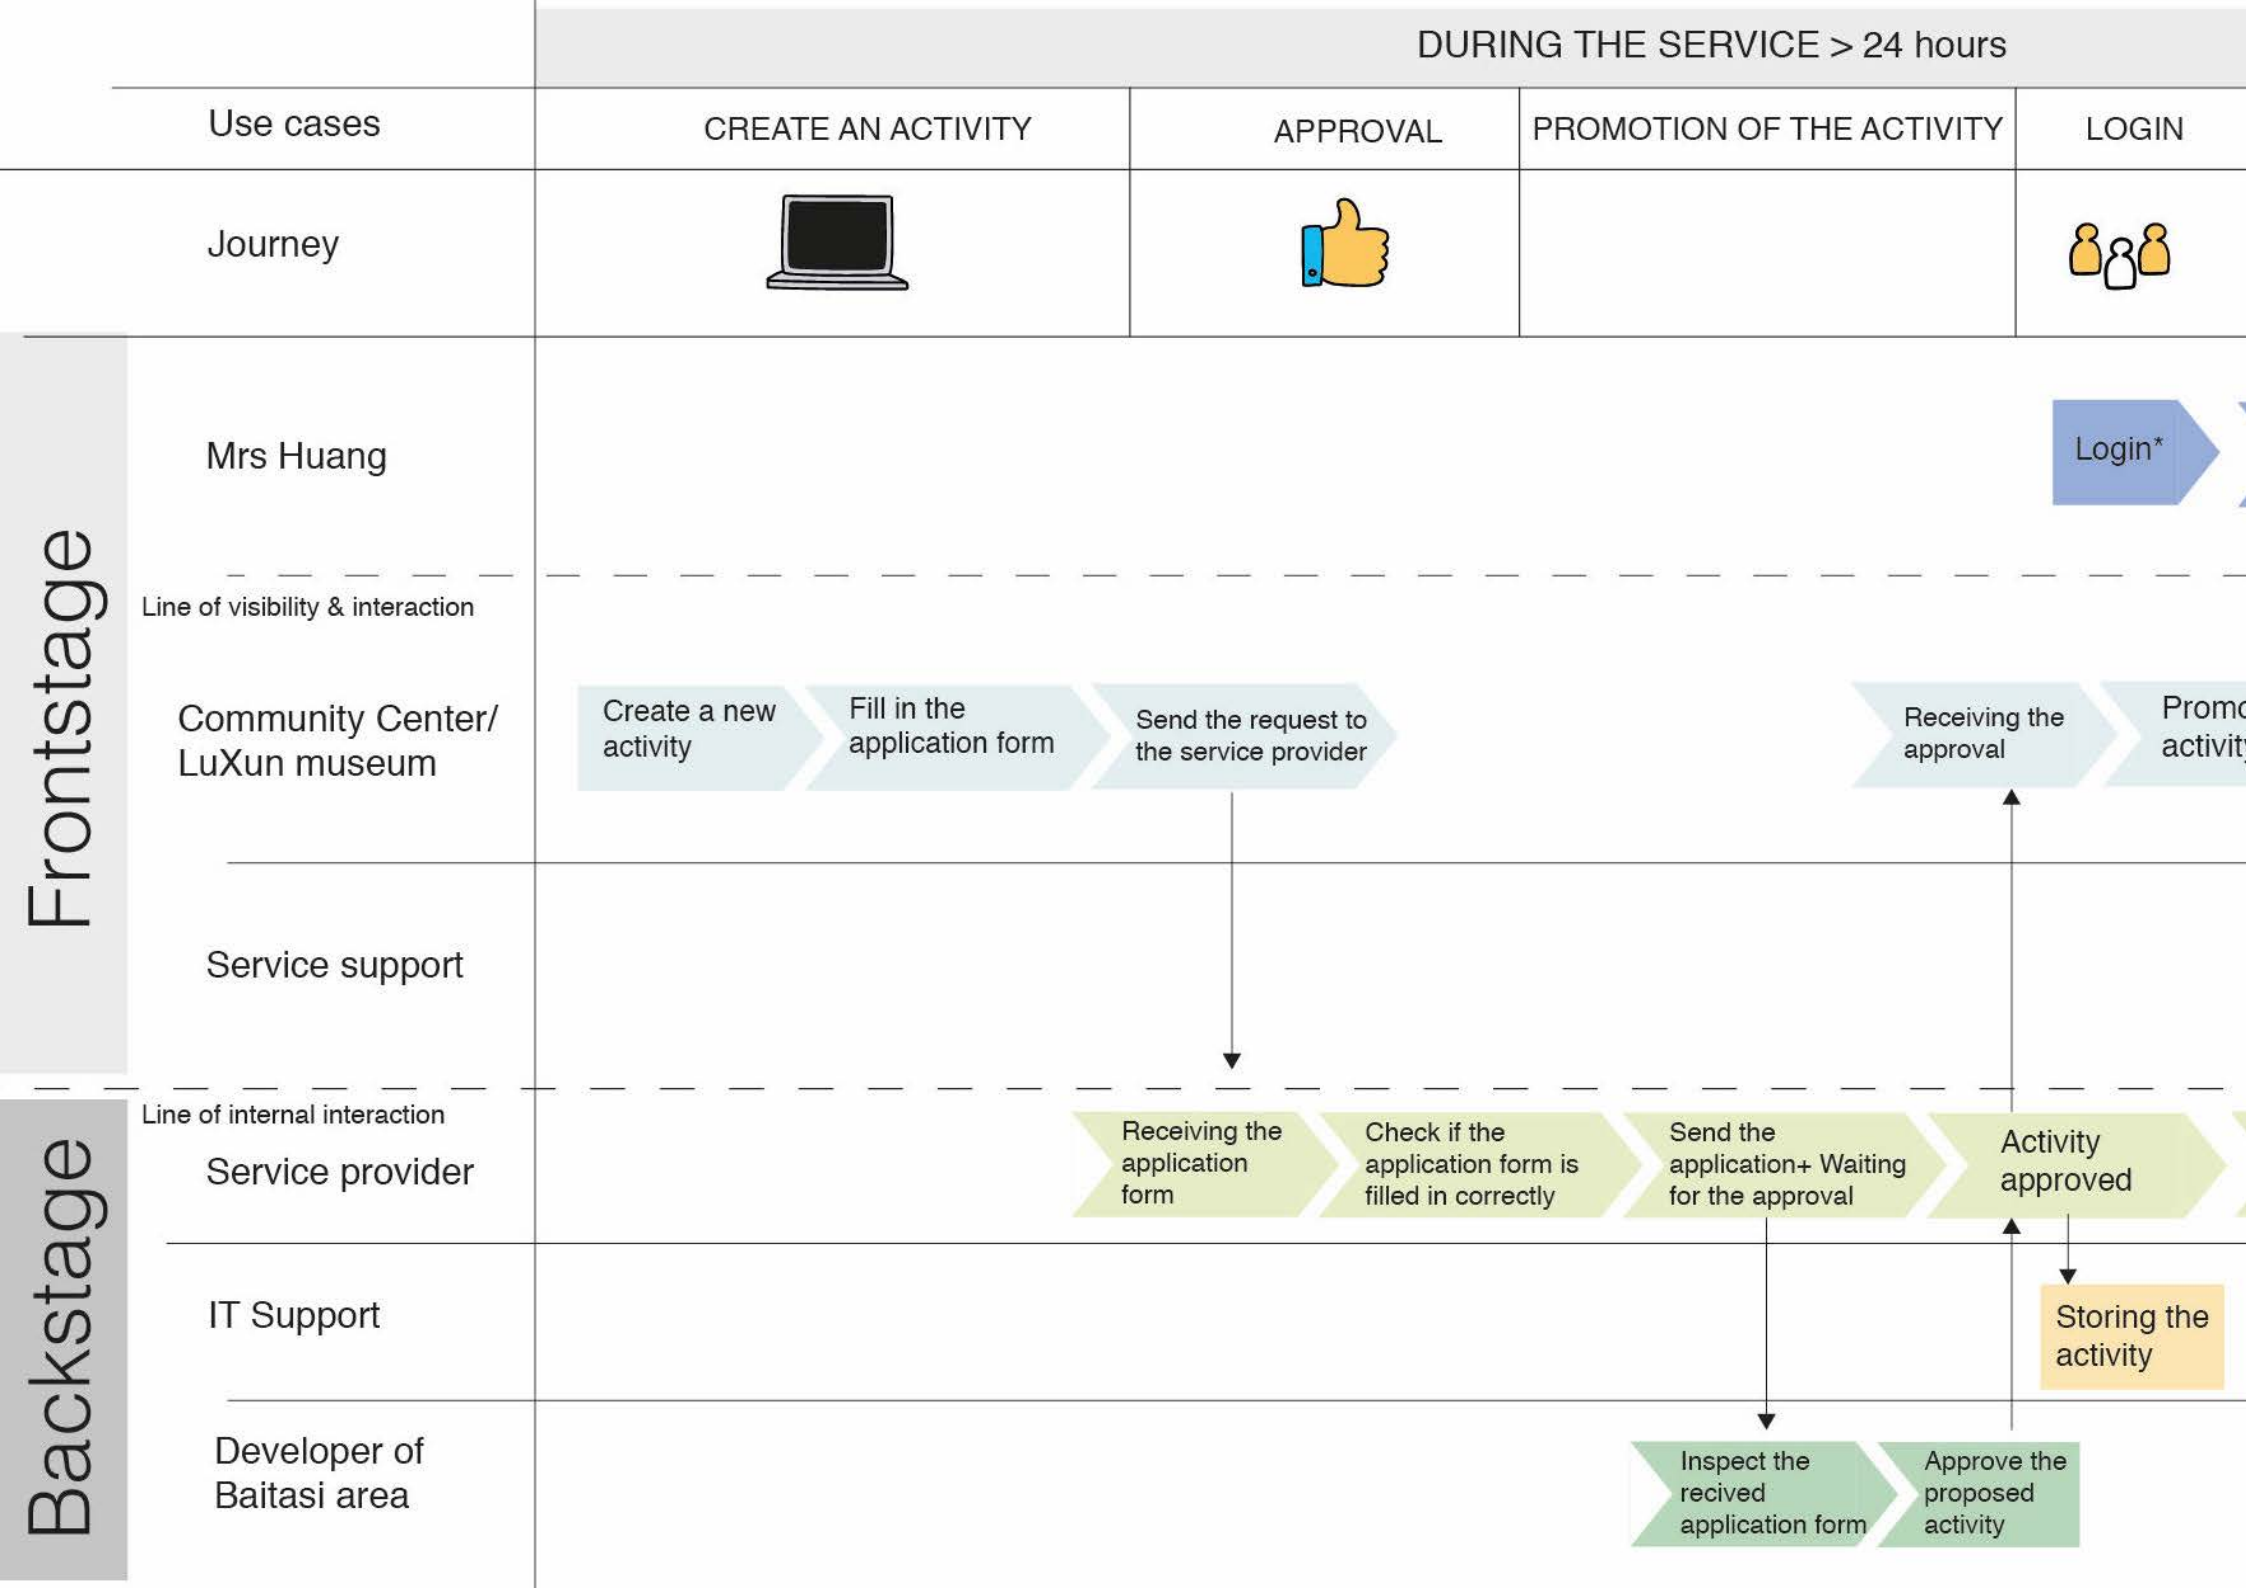 DURING THE SERVICE > 24 hours
Use cases
CREATE AN ACTIVITY
APPROVAL
PROMOTION OF THE ACTIVITY
LOGIN
Journey
Frontstage
Mrs Huang
Login*
Line of visibility & interaction
Community Center/
LuXun museum
Create a new
activity
Fill in the
application form
Send the request to
the service provider
Receiving the
approval
Service support
Backstage
Line of internal interaction
Service provider
Receiving the
application
form
Check if the
application form is
filled in correctly
Send the
application+ Waiting
for the approval
Activity
approved
IT Support
Storing the
activity
Developer of
Baitasi area
Inspect the
recived
application form
Approve the
proposed
activity